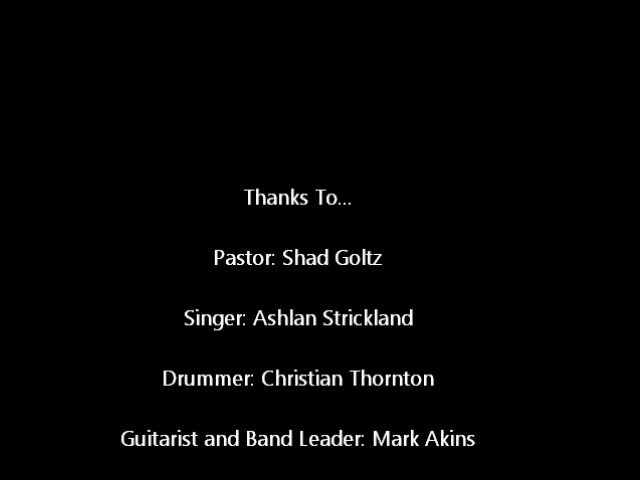 Thanks To...
Pastor: Shad Goltz
Singer: Ashlan Strickland
Drummer: Christian Thornton
Guitarist and Band Leader: Mark Akins